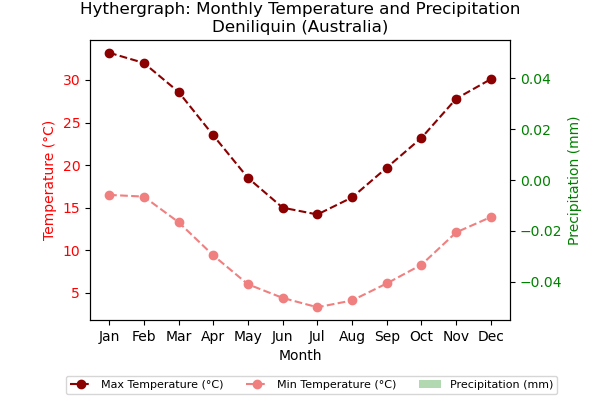 Hythergraph: Monthly Temperature and Precipitation
Deniliquin (Australia)
Temperature (°C)
30
25
20
15
10
5
0.04
0.02
0.00
−0.02
−0.04
Precipitation (mm)
Jan Feb Mar Apr May Jun Jul Aug Sep Oct Nov Dec
Month
Max Temperature (°C) Min Temperature (°C) Precipitation (mm)